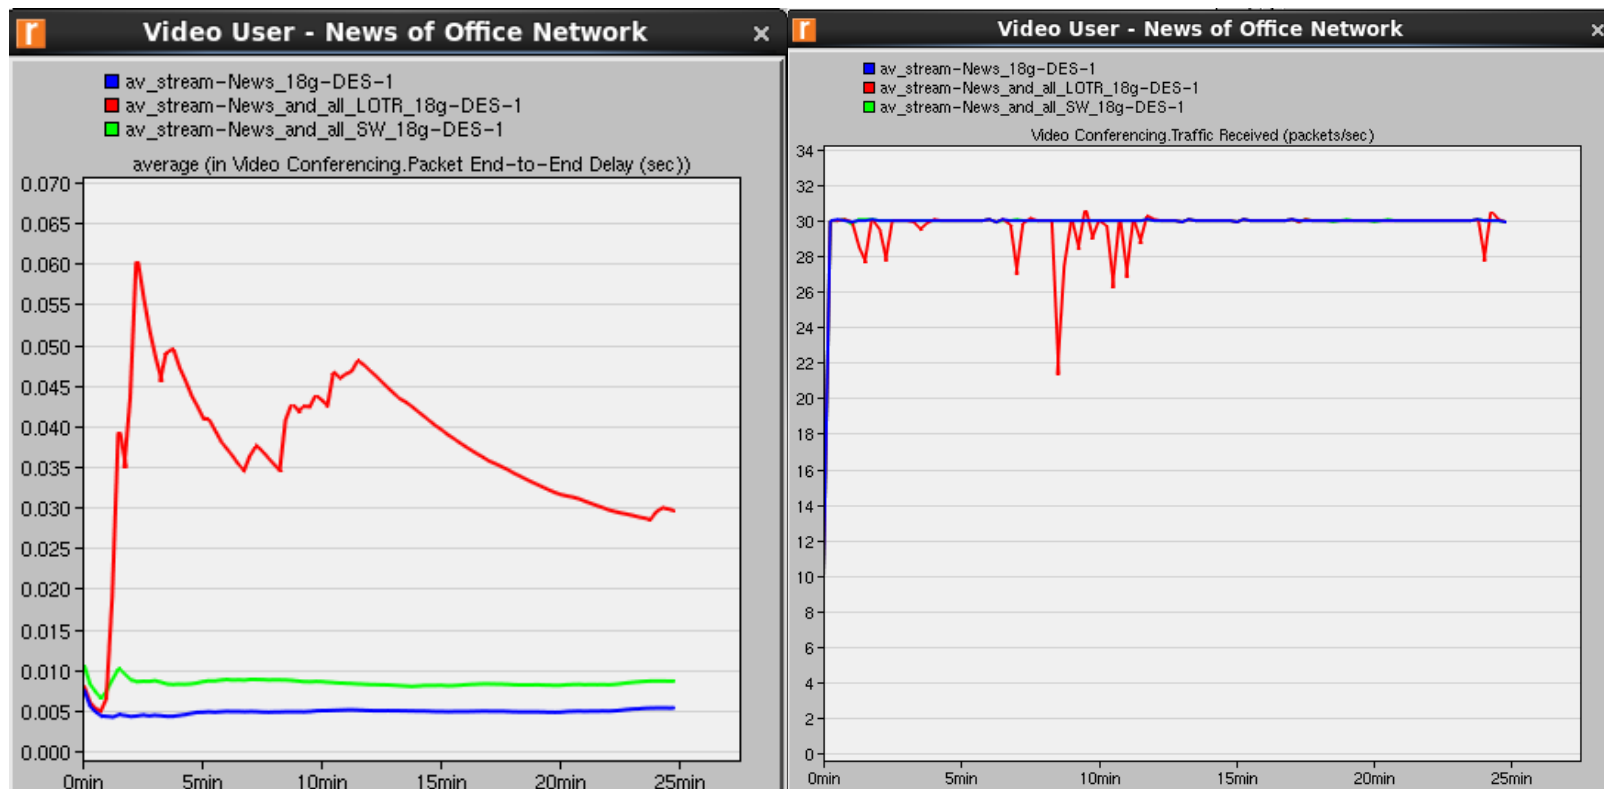 Video User - News of Office Network
av_stream-News_18g-DES-1
av_stream-News_and_all_LOTR_18g-DES-1
av_stream-News_and_all_SW_18g-DES-1
average (in Video Conferencing.Packet End-to-End Delay (sec))
0.070
0.065
0.060
0.055
0.050
0.045
0.040
0.035
0.030
0.025
0.020
0.015
0.010
0.005
0.000
0min 5min 10min 15min 20min 25min
Video User - News of Office Network
av_stream-News_18g-DES-1
av_stream-News_and_all_LOTR_18g-DES-1
av_stream-News_and_all_SW_18g-DES-1
Video Conferencing.Traffic Received (packets/sec)
34
32
30
28
26
24
22
20
18
16
14
12
10
8
6
4
2
0
0min 5min 10min 15min 20min 25min